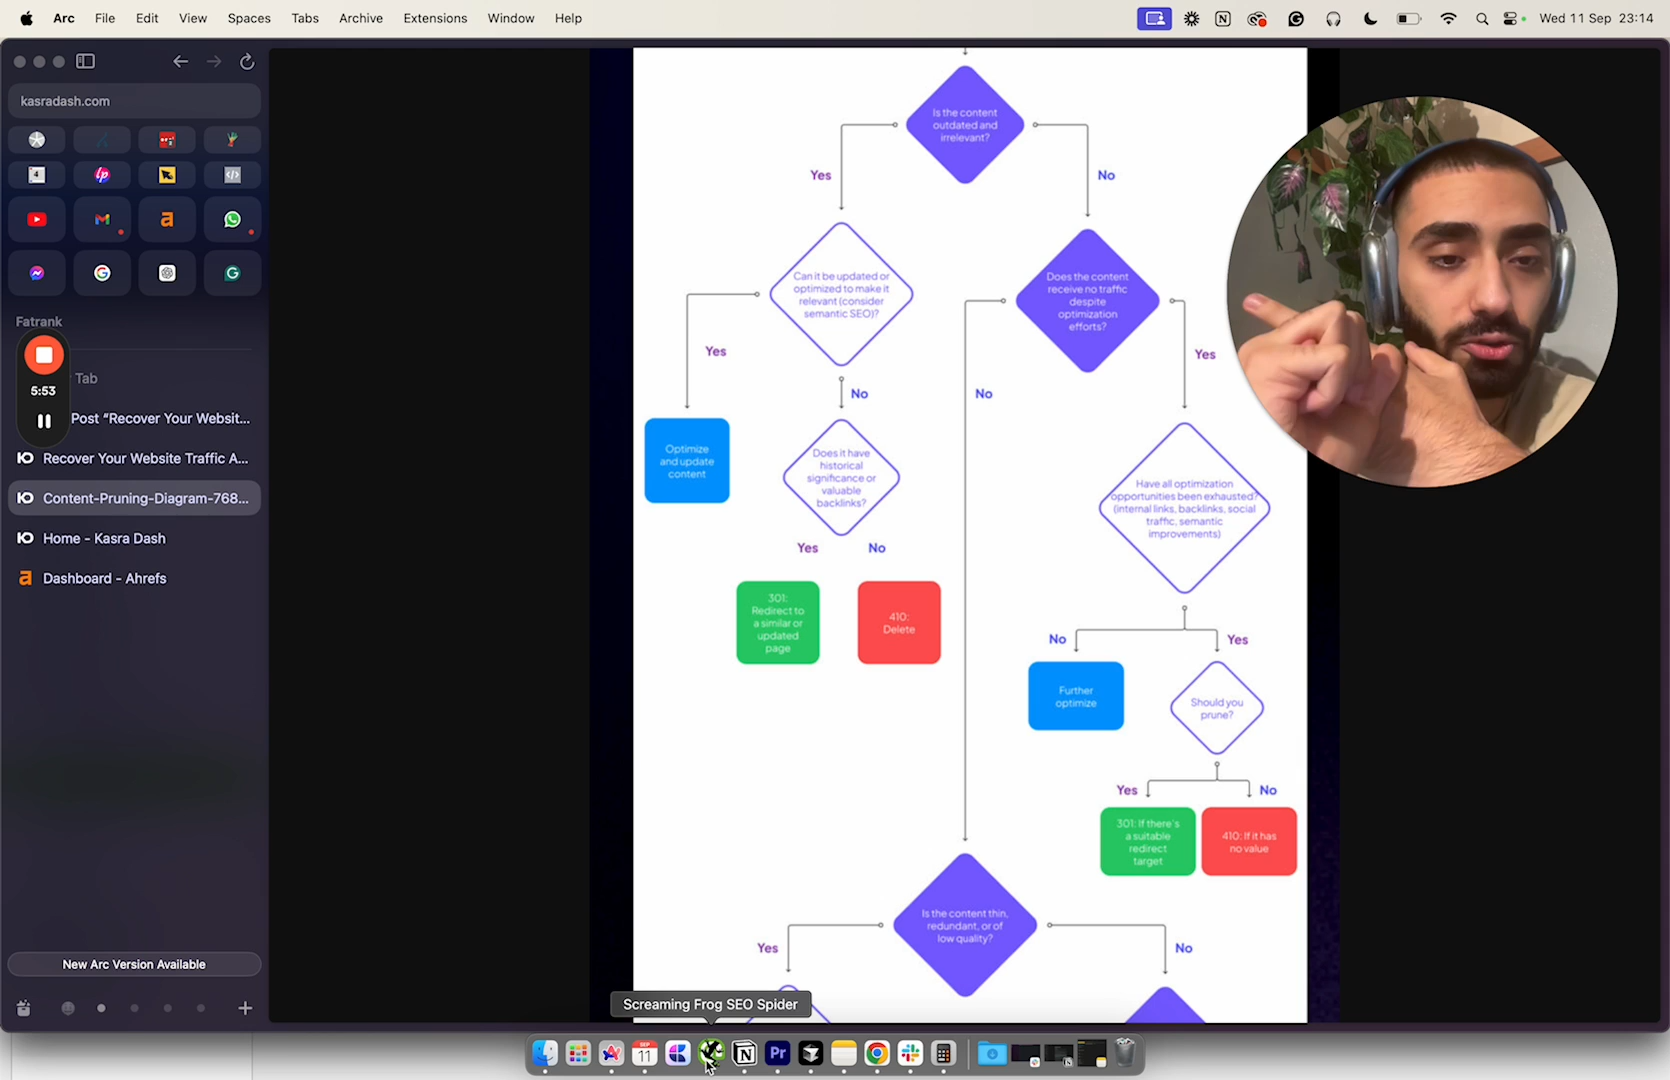 Arc File Edit View Spaces Tabs Archive Extensions Window Help
Wed 11 Sep 23:14
kasradash.com
Fatrank
5:53
Tab
Post “Recover Your Websit...
Recover Your Website Traffic A...
Content-Pruning-Diagram-768...
Home - Kasra Dash
Dashboard - Ahrefs
New Arc Version Available
Is the content
outdated and
irrelevant?
Yes
No
Can it be updated or
optimized to make it
relevant (consider
semantic SEO)?
Does the content
receive no traffic
despite
optimization
efforts?
Yes
Yes
No
No
Optimize
and update
content
Does it have
historical
significance or
valuable
backlinks?
Have all optimization
opportunities been exhausted?
(internal links, backlinks, social
traffic, semantic
improvements)
Yes
No
301:
Redirect to
a similar or
updated
page
410:
Delete
No
Yes
Further
optimize
Should you
prune?
Yes
No
301: If there's
a suitable
redirect
target
410: If it has
no value
Is the content thin,
redundant, or of
low quality?
Yes
No
Screaming Frog SEO Spider
SEP
11
Pr